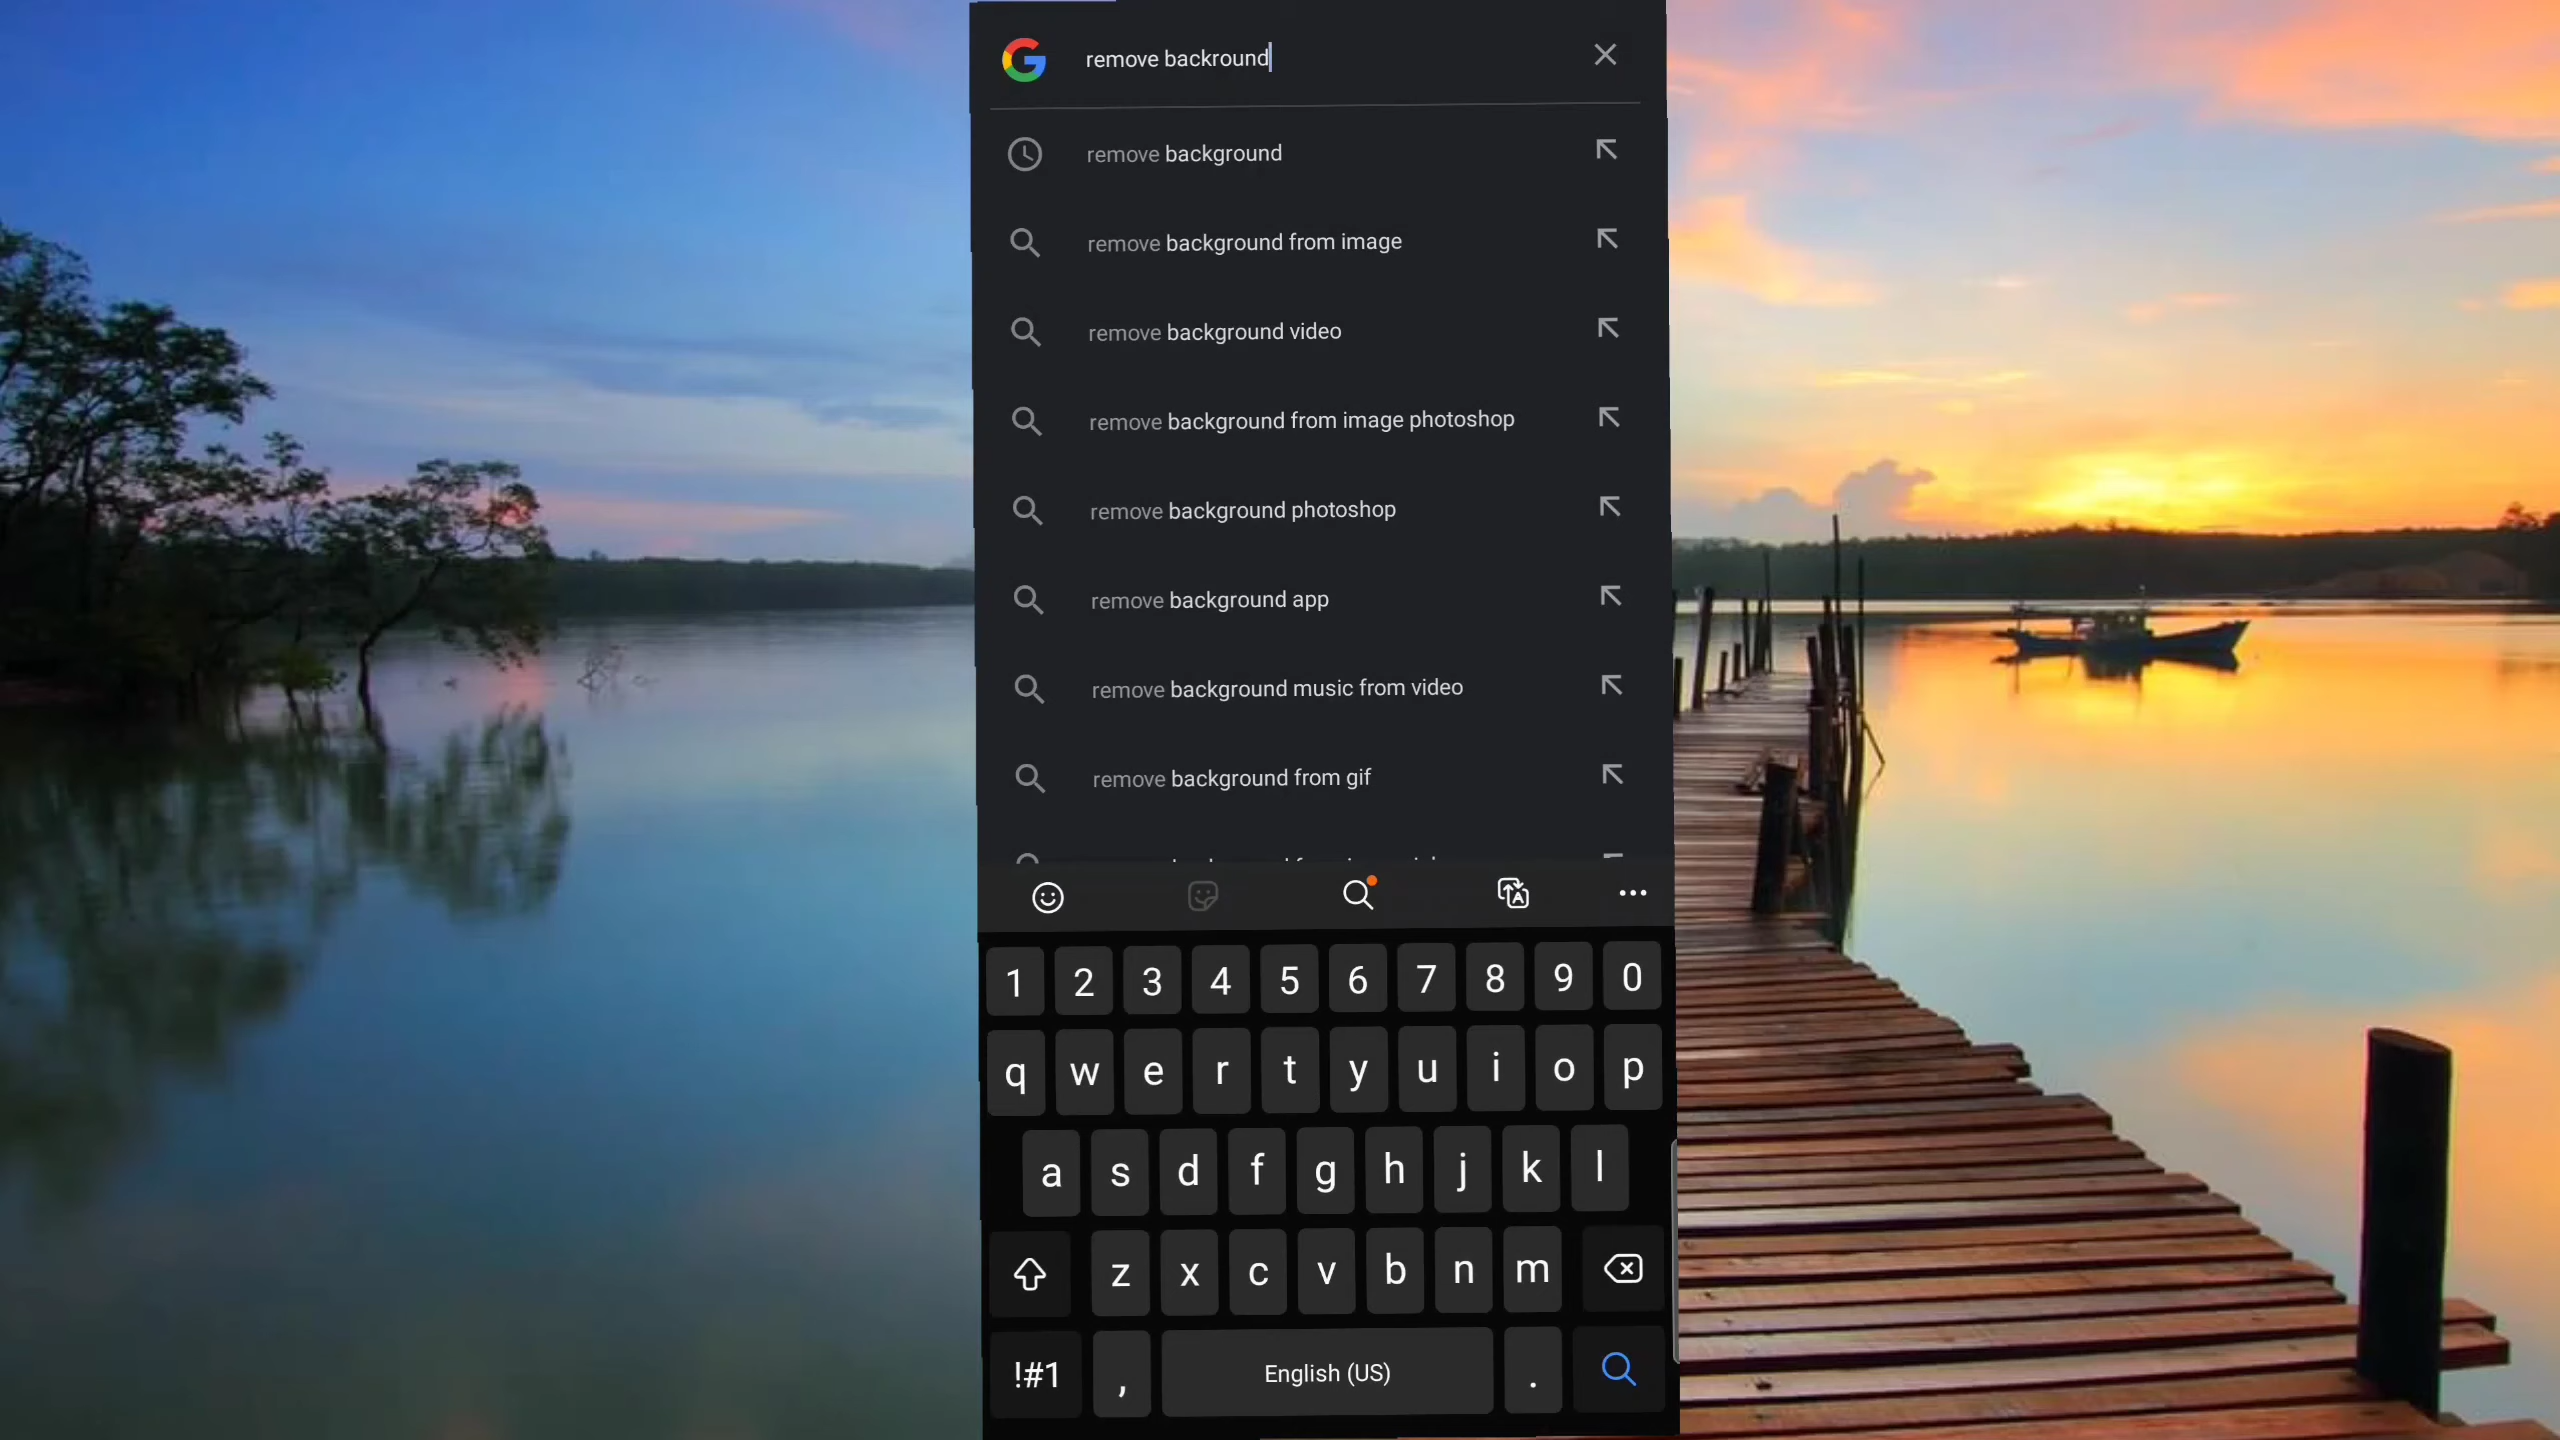 remove backround
remove background
remove background from image
remove background video
remove background from image photoshop
remove background photoshop
remove background app
remove background music from video
remove background from gif
1 2 3 4 5 6 7 8 9 0
q w e r t y u i o p
a s d f g h j k l
z x c v b n m
!#1 , English (US) .